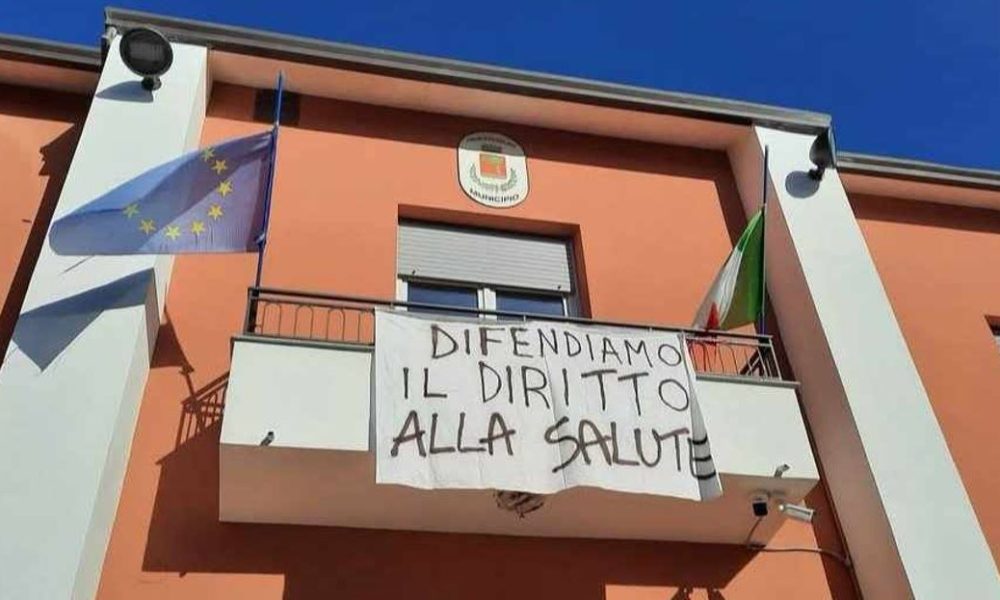 MUNICIPIO
DIFENDIAMO
IL DIRITTO
ALLA SALUTE